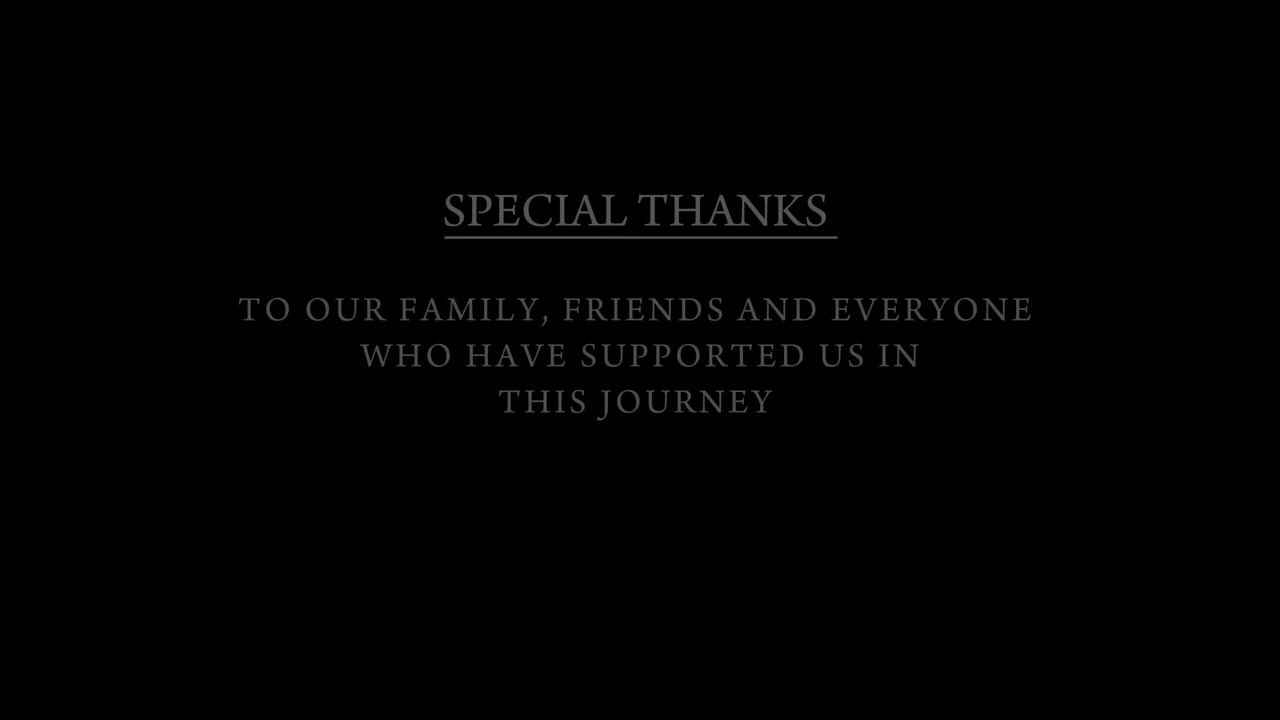 SPECIAL THANKS
TO OUR FAMILY, FRIENDS AND EVERYONE
WHO HAVE SUPPORTED US IN
THIS JOURNEY